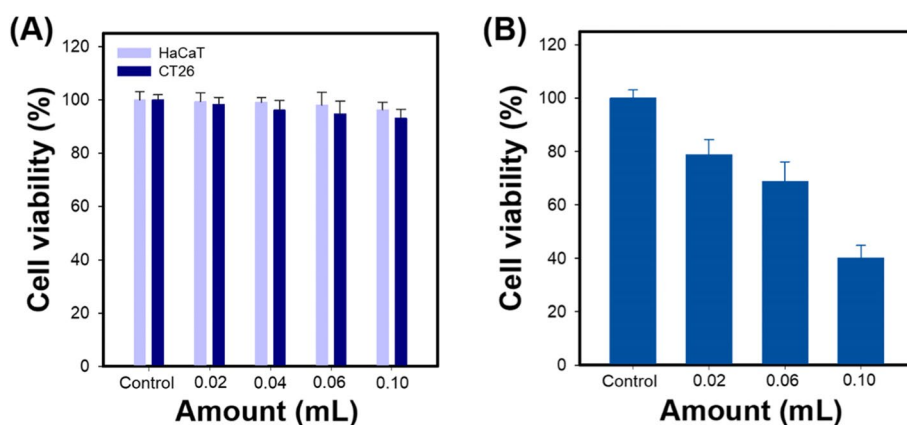 (A)
HaCaT
CT26
Cell viability (%)
120
100
80
60
40
20
0
Control 0.02 0.04 0.06 0.10
Amount (mL)
(B)
Cell viability (%)
120
100
80
60
40
20
0
Control 0.02 0.06 0.10
Amount (mL)